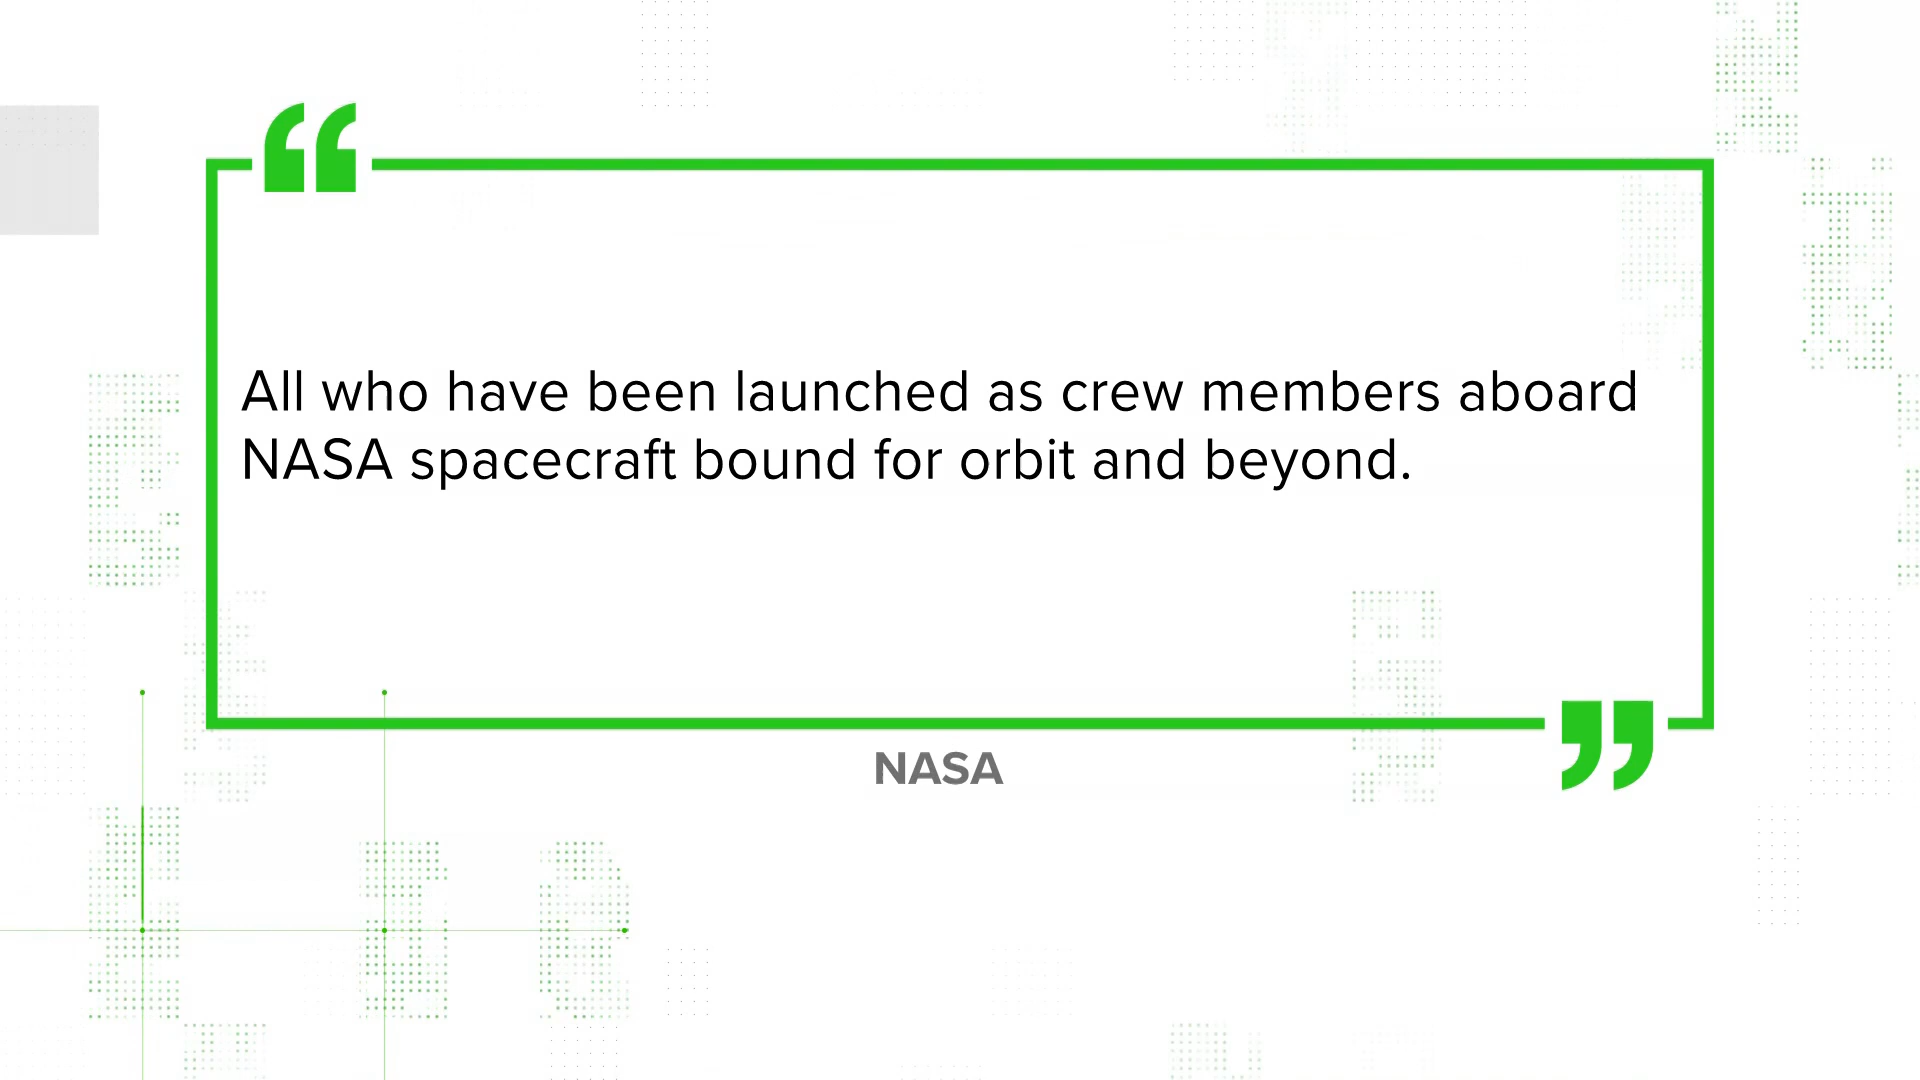 “
All who have been launched as crew members aboard
NASA spacecraft bound for orbit and beyond.
”
NASA